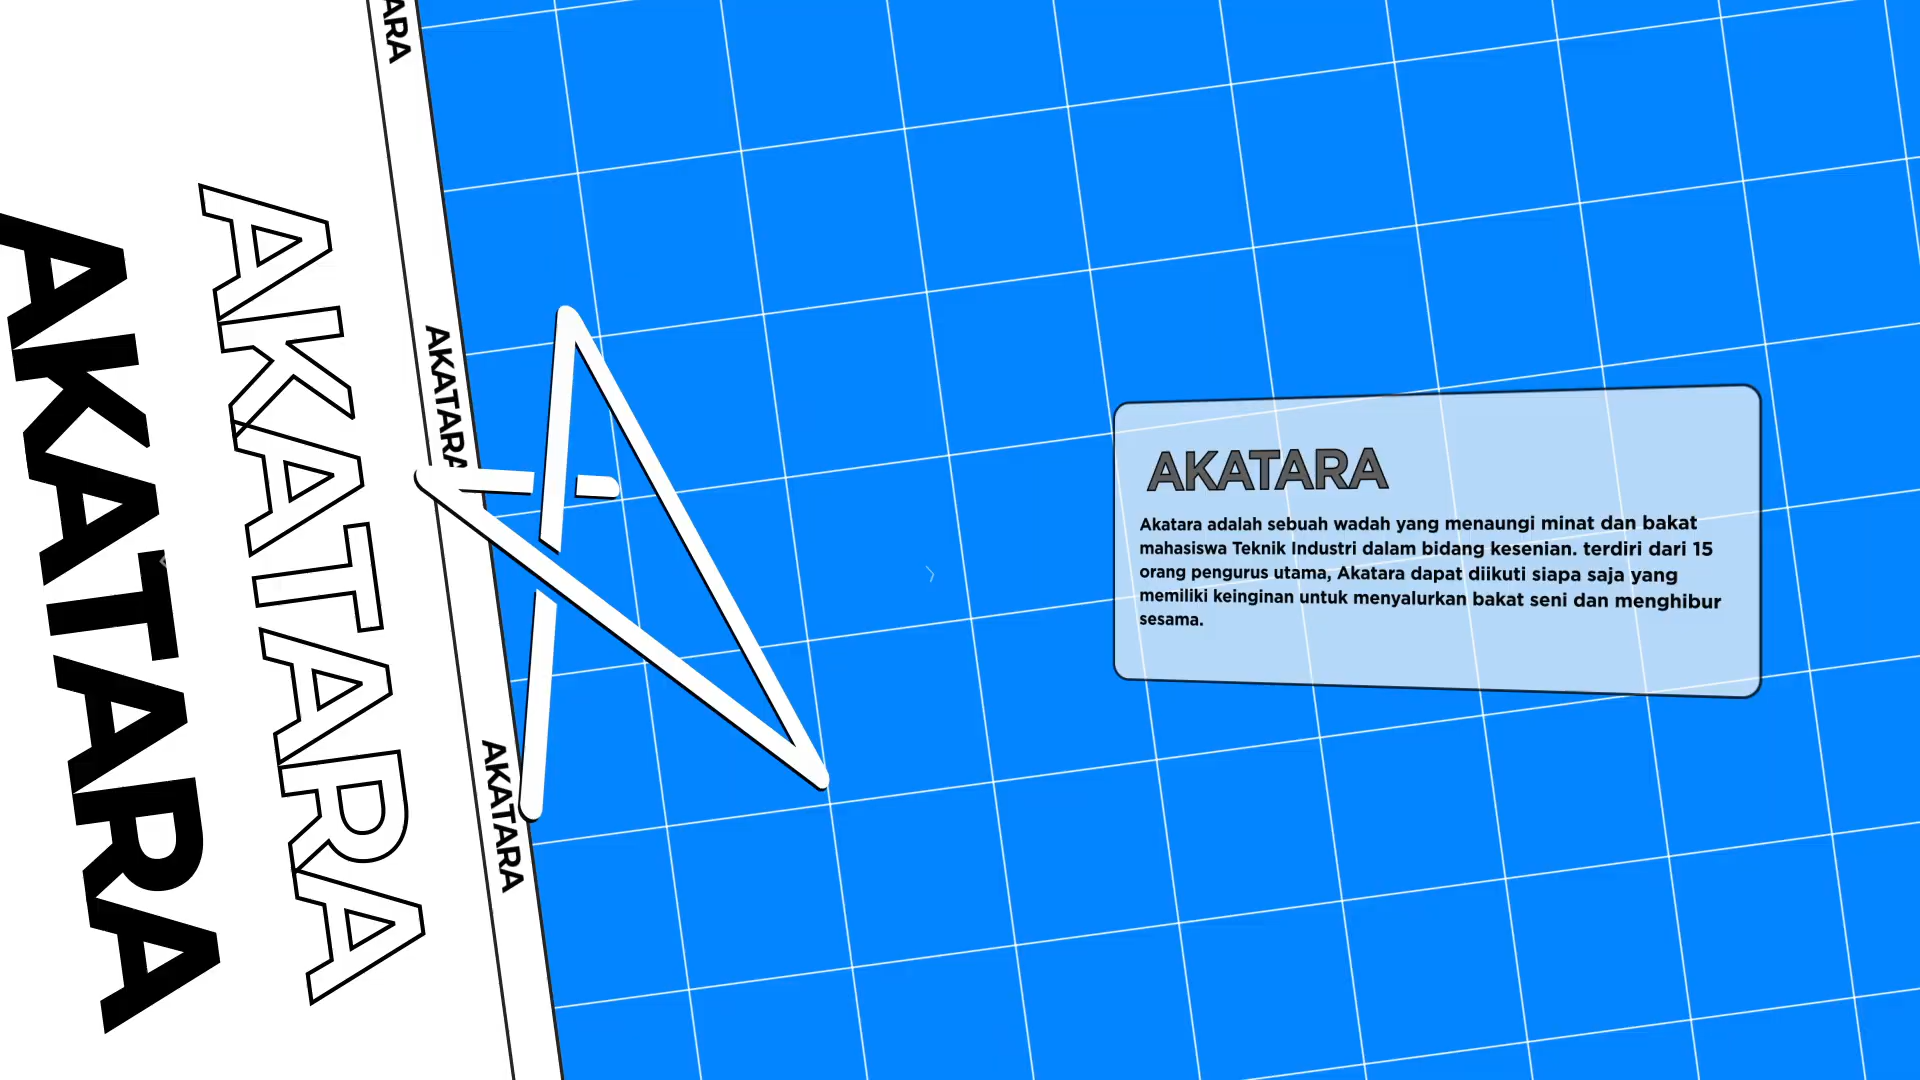 AKATARA
AKATARA
ARA
AKATARA
AKATARA
AKATARA
Akatara adalah sebuah wadah yang menaungi minat dan bakat
mahasiswa Teknik Industri dalam bidang kesenian. terdiri dari 15
orang pengurus utama, Akatara dapat diikuti siapa saja yang
memiliki keinginan untuk menyalurkan bakat seni dan menghibur
sesama.